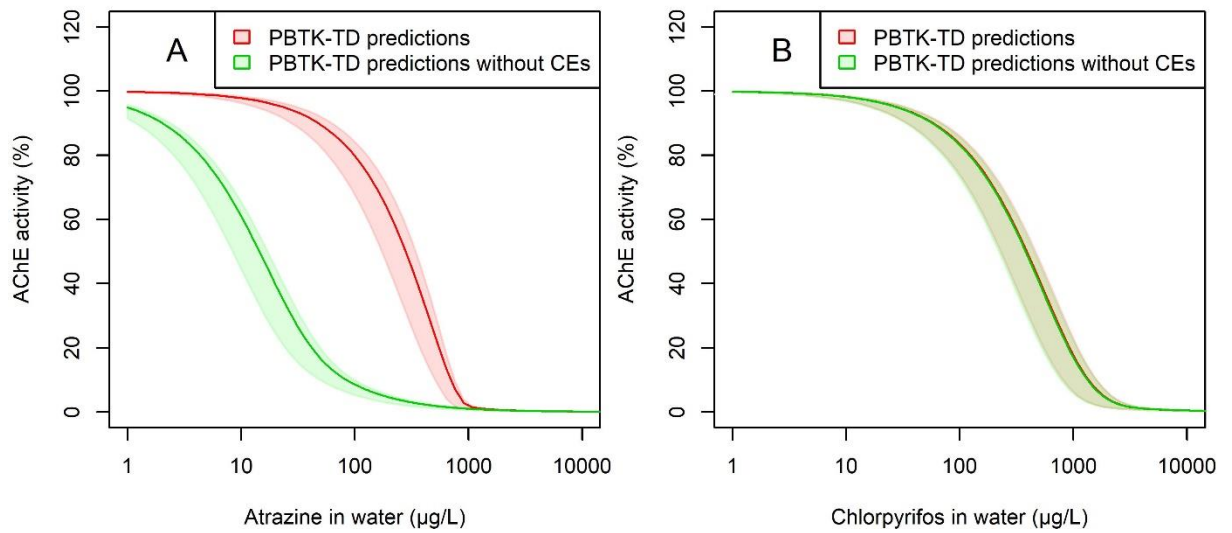 A
PBTK-TD predictions
PBTK-TD predictions without CEs
AChE activity (%)
120
100
80
60
40
20
0
1 10 100 1000 10000
Atrazine in water (µg/L)
B
PBTK-TD predictions
PBTK-TD predictions without CEs
AChE activity (%)
120
100
80
60
40
20
0
1 10 100 1000 10000
Chlorpyrifos in water (µg/L)